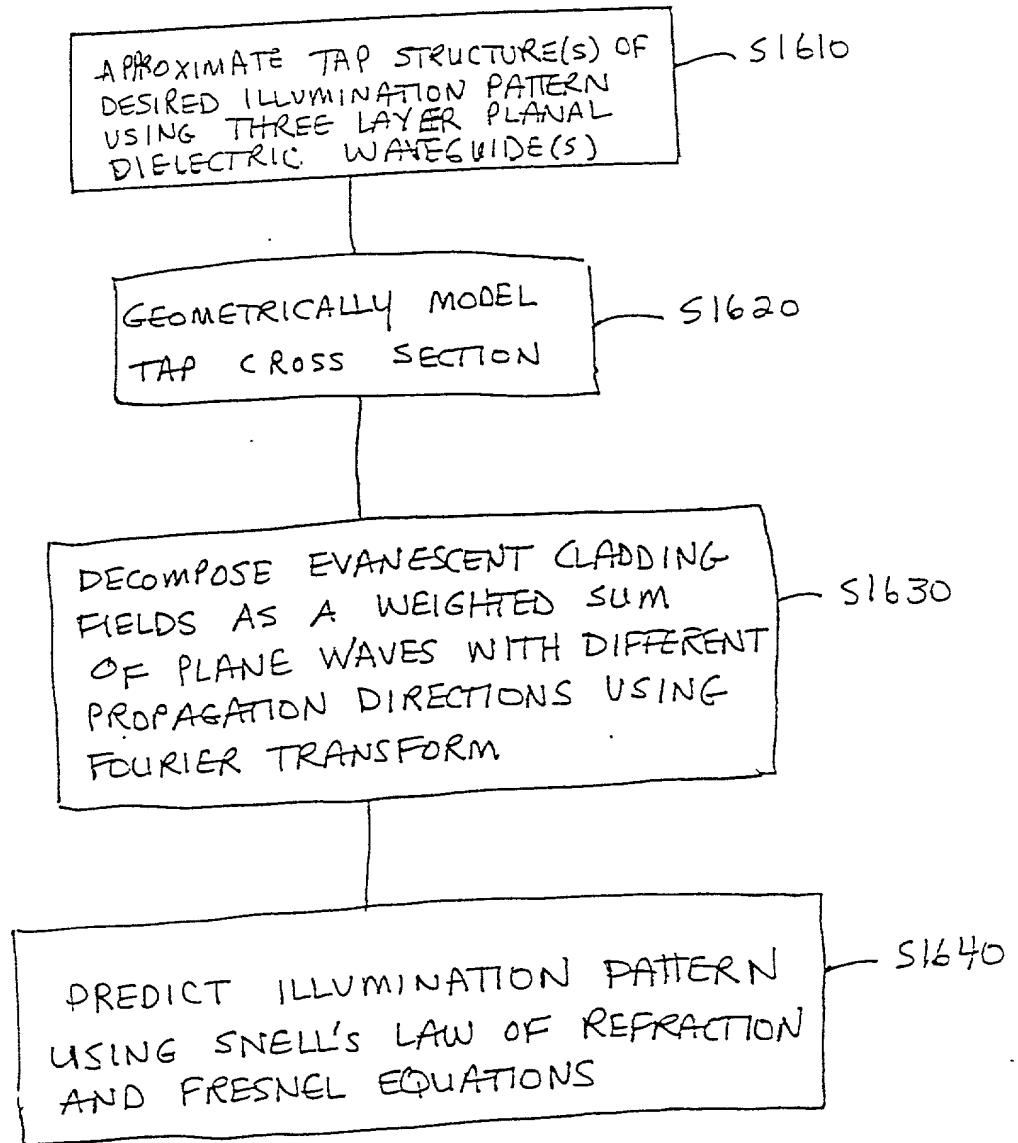 APPROXIMATE TAP STRUCTURE(S) OF
DESIRED ILLUMINATION PATTERN
USING THREE LAYER PLANAL
DIELECTRIC WAVEGUIDE(S)
S1610
GEOMETRICALLY MODEL
TAP CROSS SECTION
S1620
DECOMPOSE EVANESCENT CLADDING
FIELDS AS A WEIGHTED SUM
OF PLANE WAVES WITH DIFFERENT
PROPAGATION DIRECTIONS USING
FOURIER TRANSFORM
S1630
PREDICT ILLUMINATION PATTERN
USING SNELL'S LAW OF REFRACTION
AND FRESNEL EQUATIONS
S1640